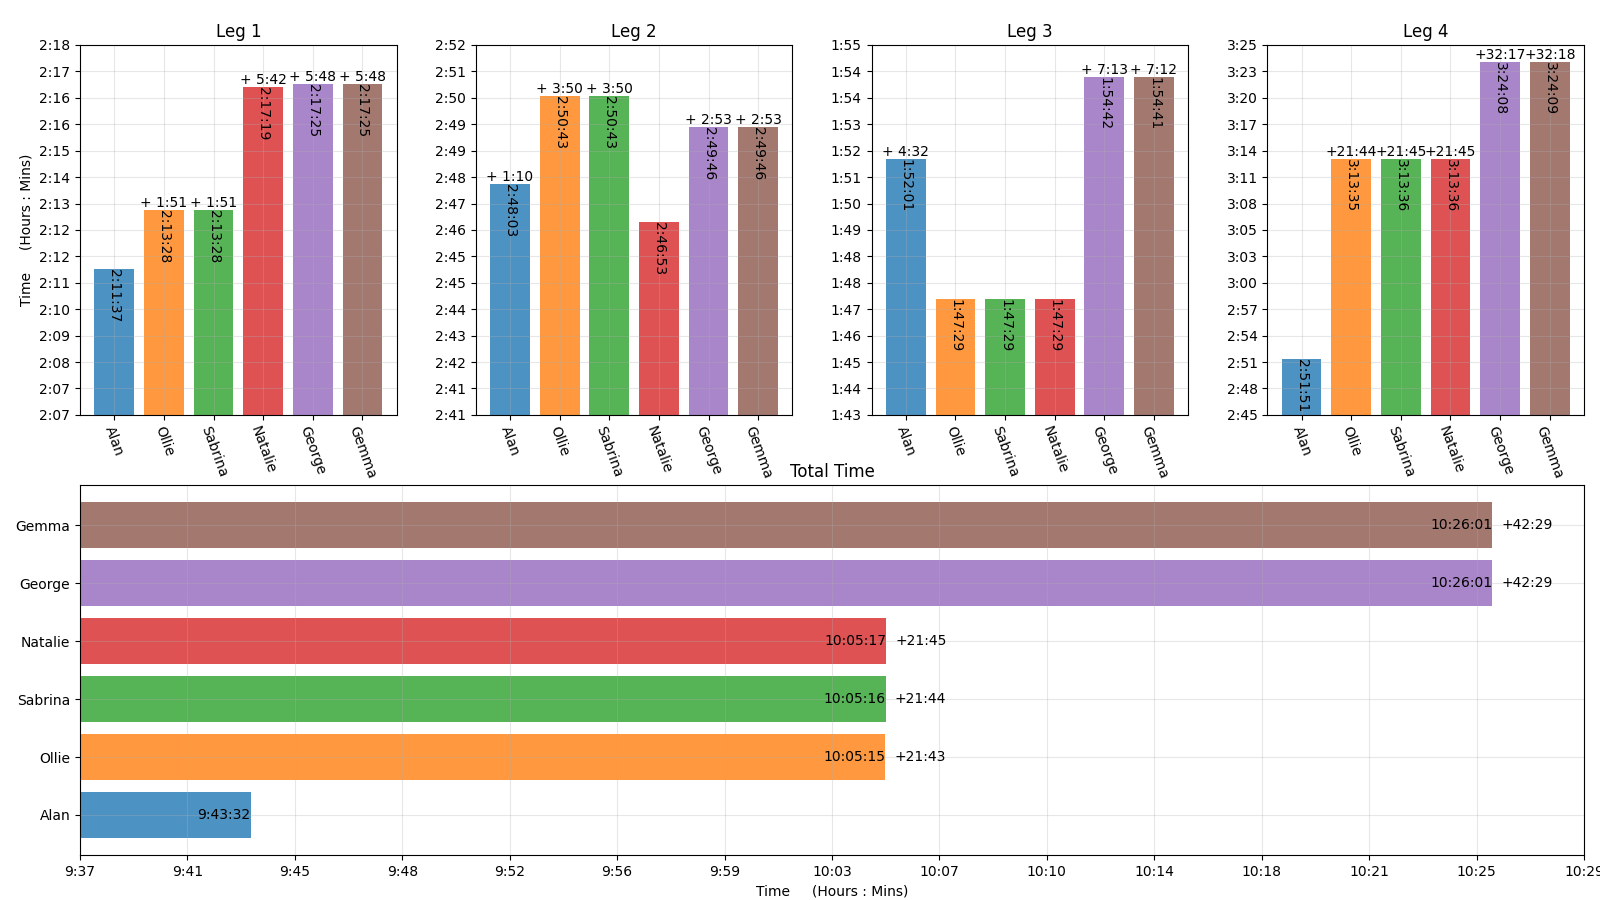 Leg 1
Leg 2
Leg 3
Leg 4
Time (Hours : Mins)
2:18
2:17
2:16
2:16
2:15
2:14
2:13
2:12
2:12
2:11
2:10
2:09
2:08
2:07
2:07
2:11:37
+ 1:51
2:13:28
+ 1:51
2:13:28
+ 5:42
2:17:19
+ 5:48
2:17:25
+ 5:48
2:17:25
Alan
Ollie
Sabrina
Natalie
George
Gemma
2:52
2:51
2:50
2:49
2:49
2:48
2:47
2:46
2:45
2:45
2:44
2:43
2:42
2:41
2:41
+ 1:10
2:48:03
+ 3:50
2:50:43
+ 3:50
2:50:43
2:46:53
+ 2:53
2:49:46
+ 2:53
2:49:46
Alan
Ollie
Sabrina
Natalie
George
Gemma
1:55
1:54
1:54
1:53
1:52
1:51
1:50
1:49
1:48
1:48
1:47
1:46
1:45
1:44
1:43
+ 4:32
1:52:01
1:47:29
1:47:29
1:47:29
+ 7:13
1:54:42
+ 7:12
1:54:41
Alan
Ollie
Sabrina
Natalie
George
Gemma
3:25
3:23
3:20
3:17
3:14
3:11
3:08
3:05
3:03
3:00
2:57
2:54
2:51
2:48
2:45
2:51:51
+21:44
3:13:35
+21:45
3:13:36
+21:45
3:13:36
+32:17
3:24:08
+32:18
3:24:09
Alan
Ollie
Sabrina
Natalie
George
Gemma
Total Time
Gemma 10:26:01 +42:29
George 10:26:01 +42:29
Natalie 10:05:17 +21:45
Sabrina 10:05:16 +21:44
Ollie 10:05:15 +21:43
Alan 9:43:32
9:37 9:41 9:45 9:48 9:52 9:56 9:59 10:03 10:07 10:10 10:14 10:18 10:21 10:25 10:29
Time (Hours : Mins)